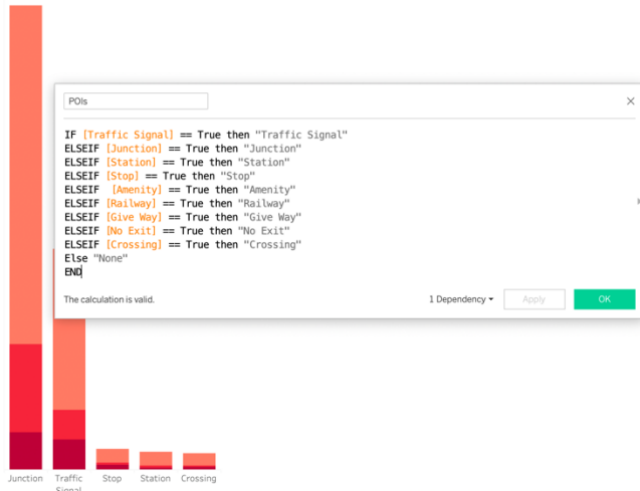 POIs
IF [Traffic Signal] == True then "Traffic Signal"
ELSEIF [Junction] == True then "Junction"
ELSEIF [Station] == True then "Station"
ELSEIF [Stop] == True then "Stop"
ELSEIF  [Amenity] == True then "Amenity"
ELSEIF [Railway] == True then "Railway"
ELSEIF [Give Way] == True then "Give Way"
ELSEIF [No Exit] == True then "No Exit"
ELSEIF [Crossing] == True then "Crossing"
Else "None"
END
The calculation is valid.
1 Dependency
Apply
OK
Junction
Traffic
Signal
Stop
Station
Crossing